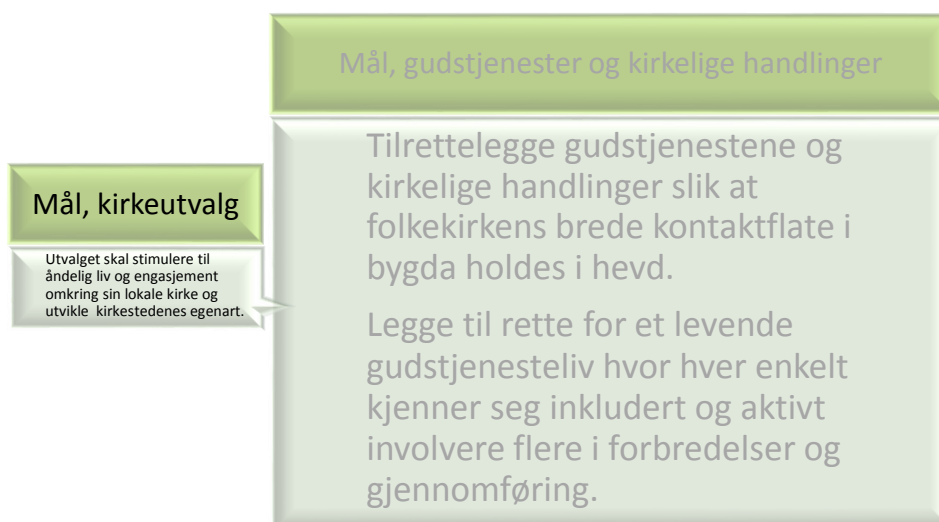 Mål, gudstjenester og kirkelige handlinger
Tilrettelegge gudstjenestene og
kirkelige handlinger slik at
folkekirkens brede kontaktflate i
bygda holdes i hevd.
Legge til rette for et levende
gudstjenesteliv hvor hver enkelt
kjenner seg inkludert og aktivt
involvere flere i forbredelser og
gjennomføring.
Mål, kirkeutvalg
Utvalget skal stimulere til
åndelig liv og engasjement
omkring sin lokale kirke og
utvikle kirkestedenes egenart.